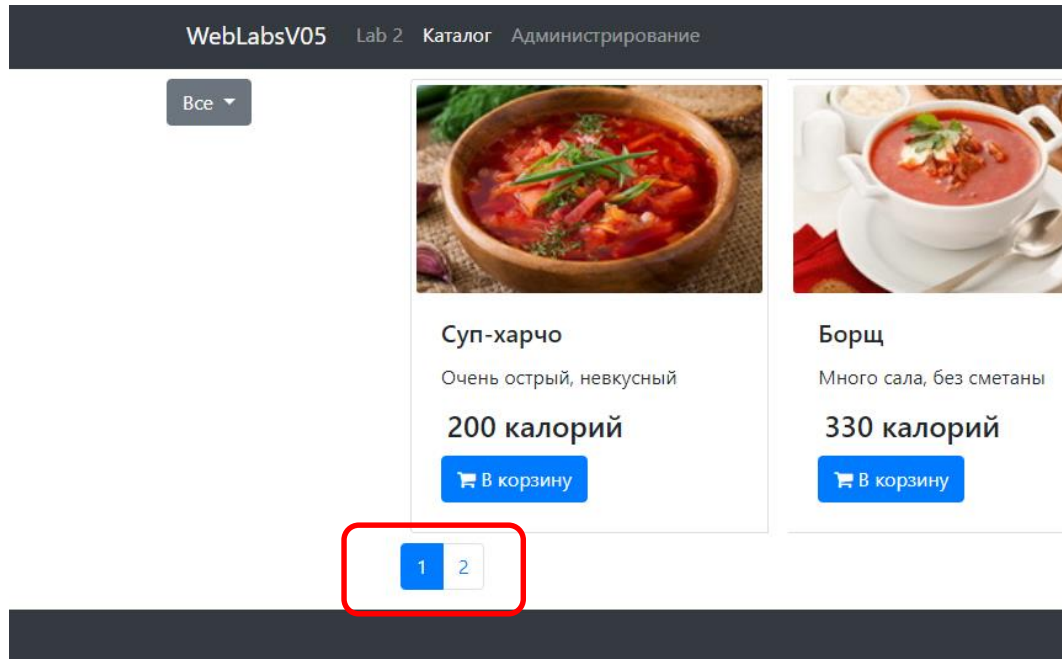 WebLabsV05 Lab 2 Каталог Администрирование
Все
Суп-харчо
Очень острый, невкусный
200 калорий
В корзину
Борщ
Много сала, без сметаны
330 калорий
В корзину
1 2